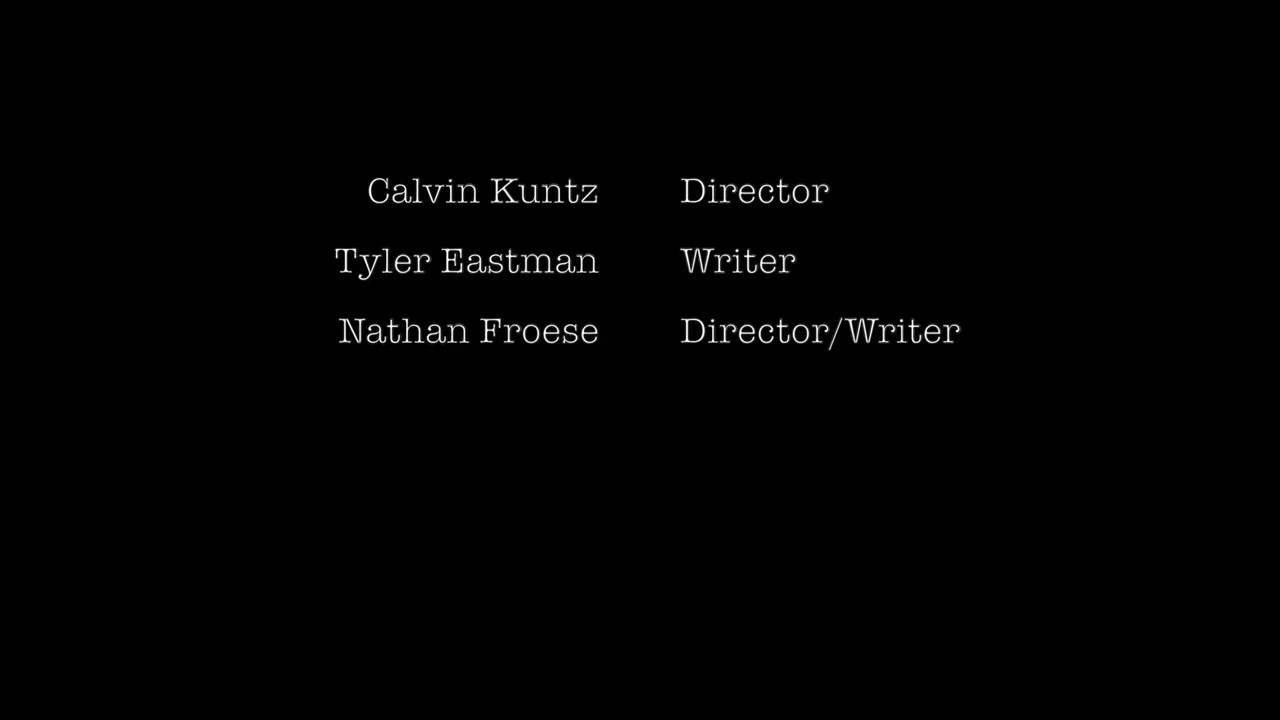 Calvin Kuntz Director
Tyler Eastman Writer
Nathan Froese Director/Writer